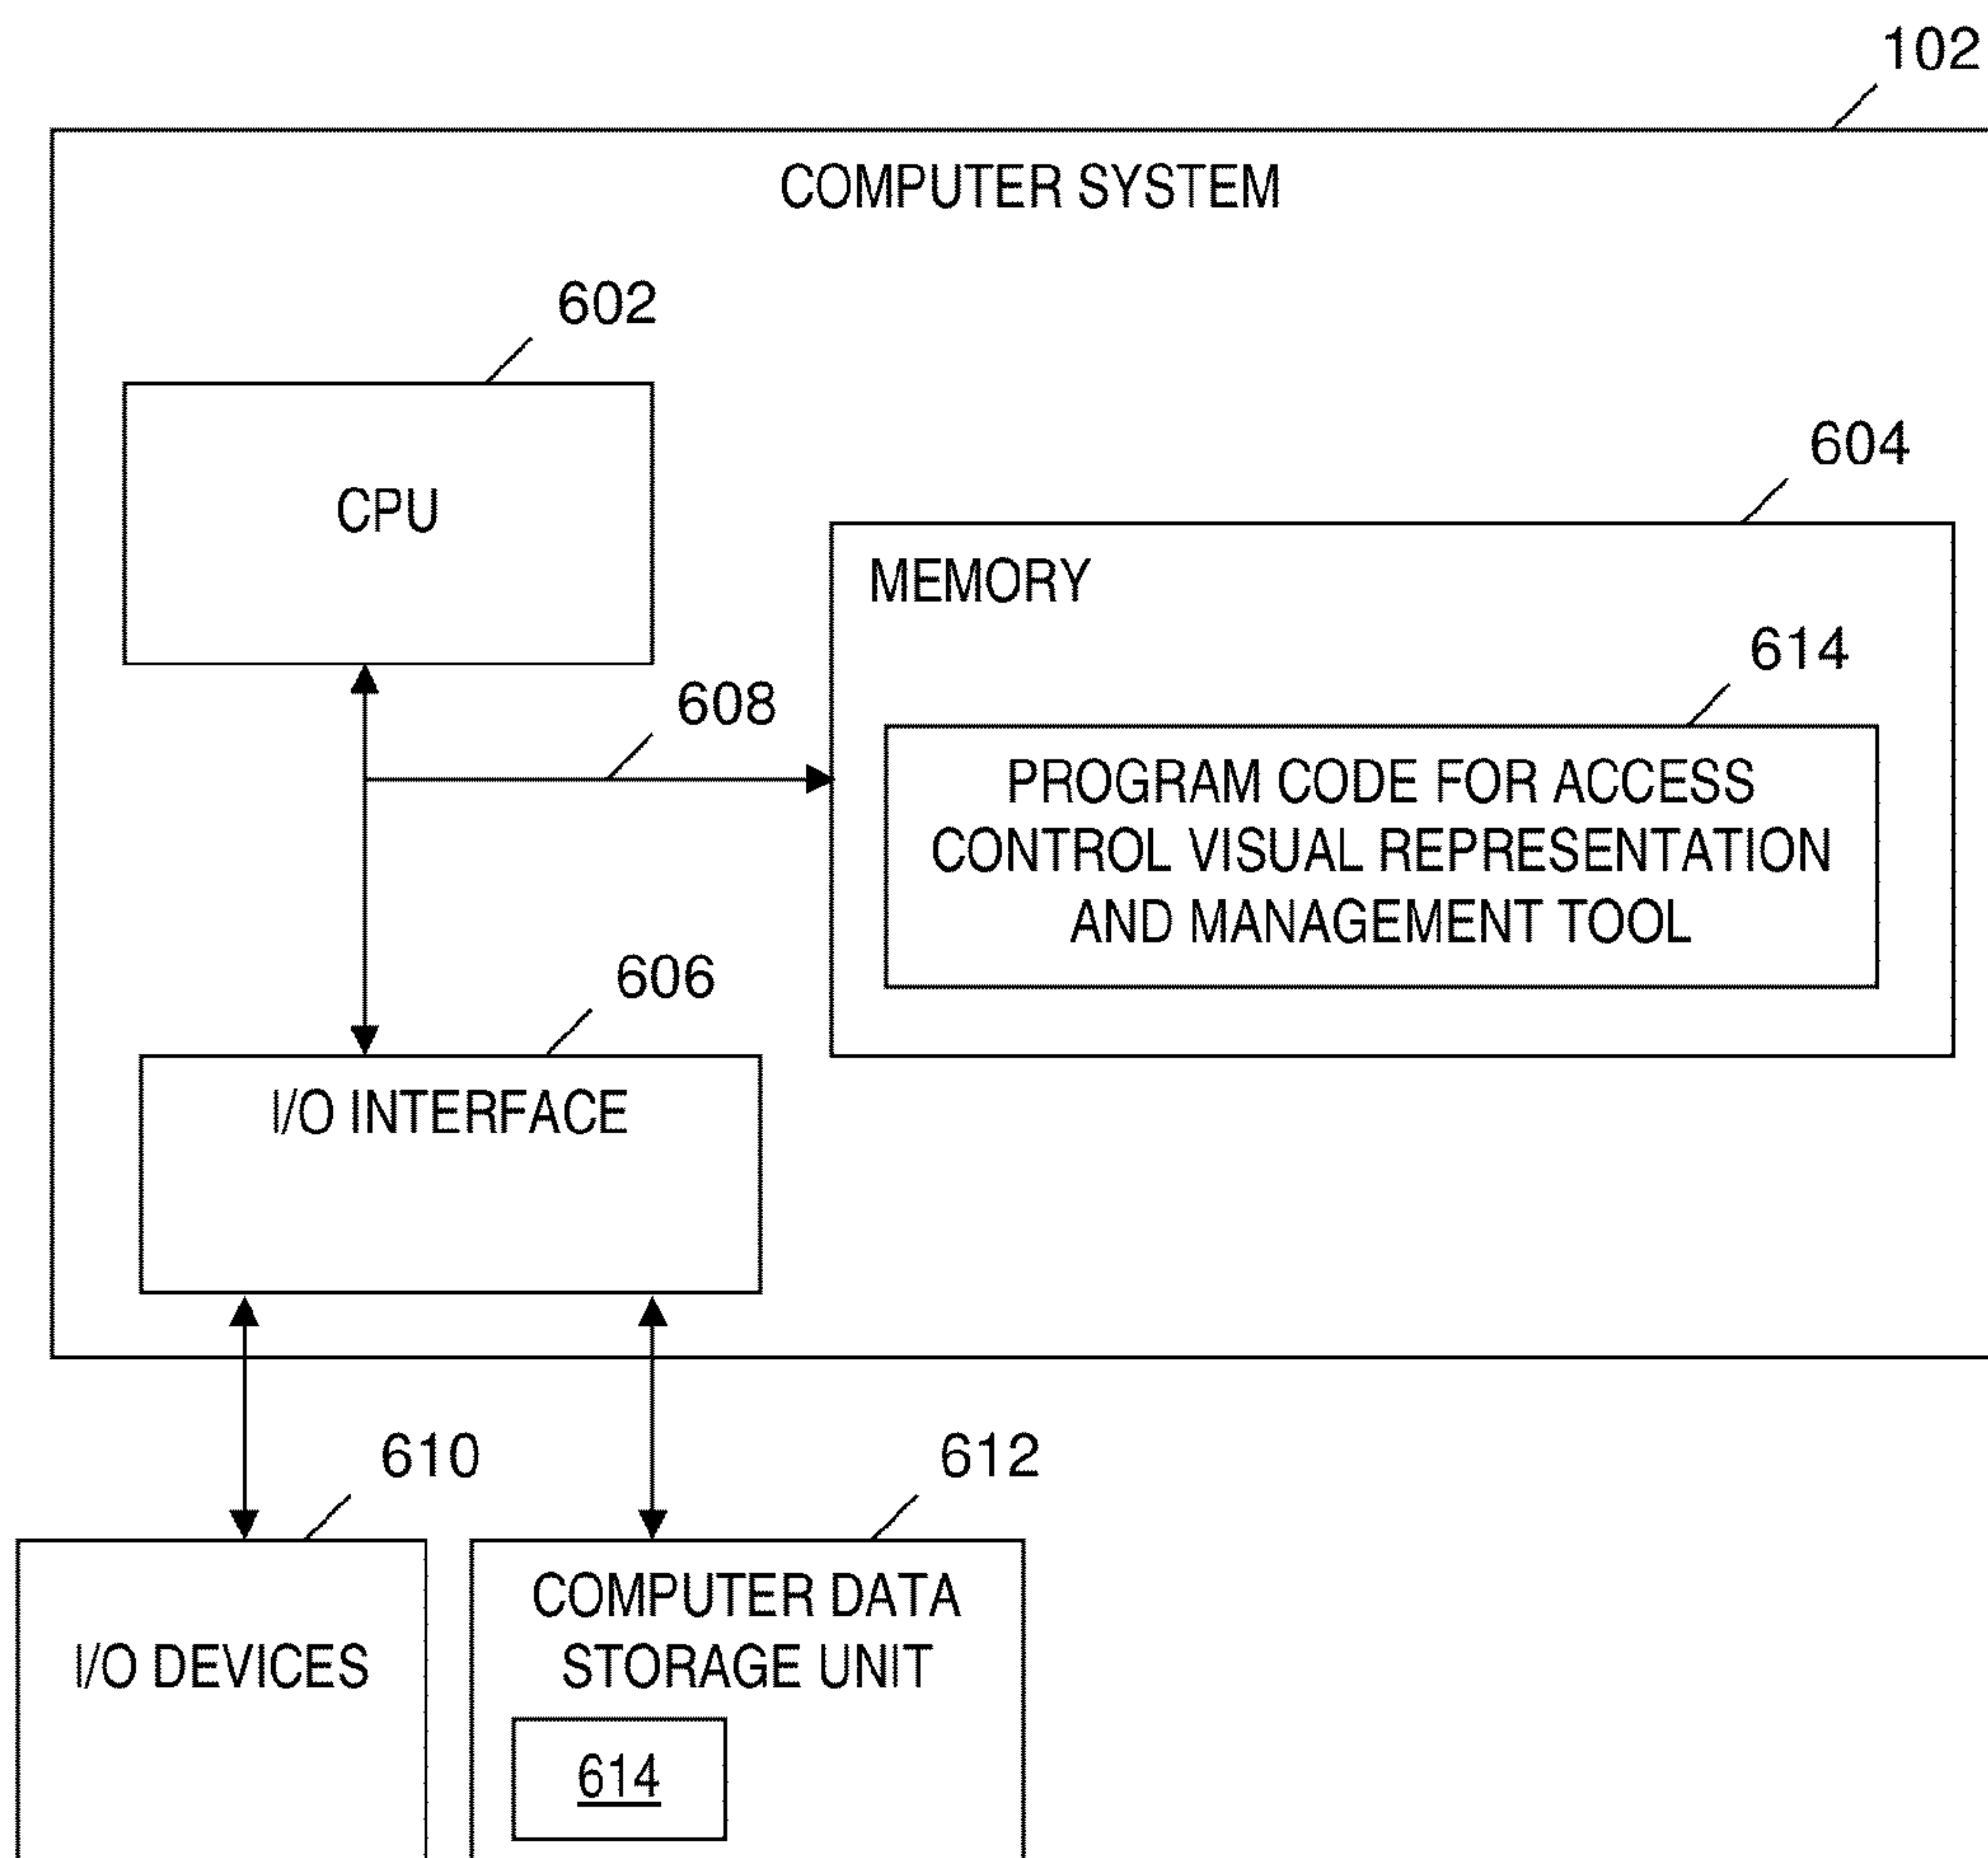 102
COMPUTER SYSTEM
602
CPU
604
MEMORY
614
608
PROGRAM CODE FOR ACCESS
CONTROL VISUAL REPRESENTATION
AND MANAGEMENT TOOL
606
I/O INTERFACE
610
612
I/O DEVICES
COMPUTER DATA
STORAGE UNIT
614